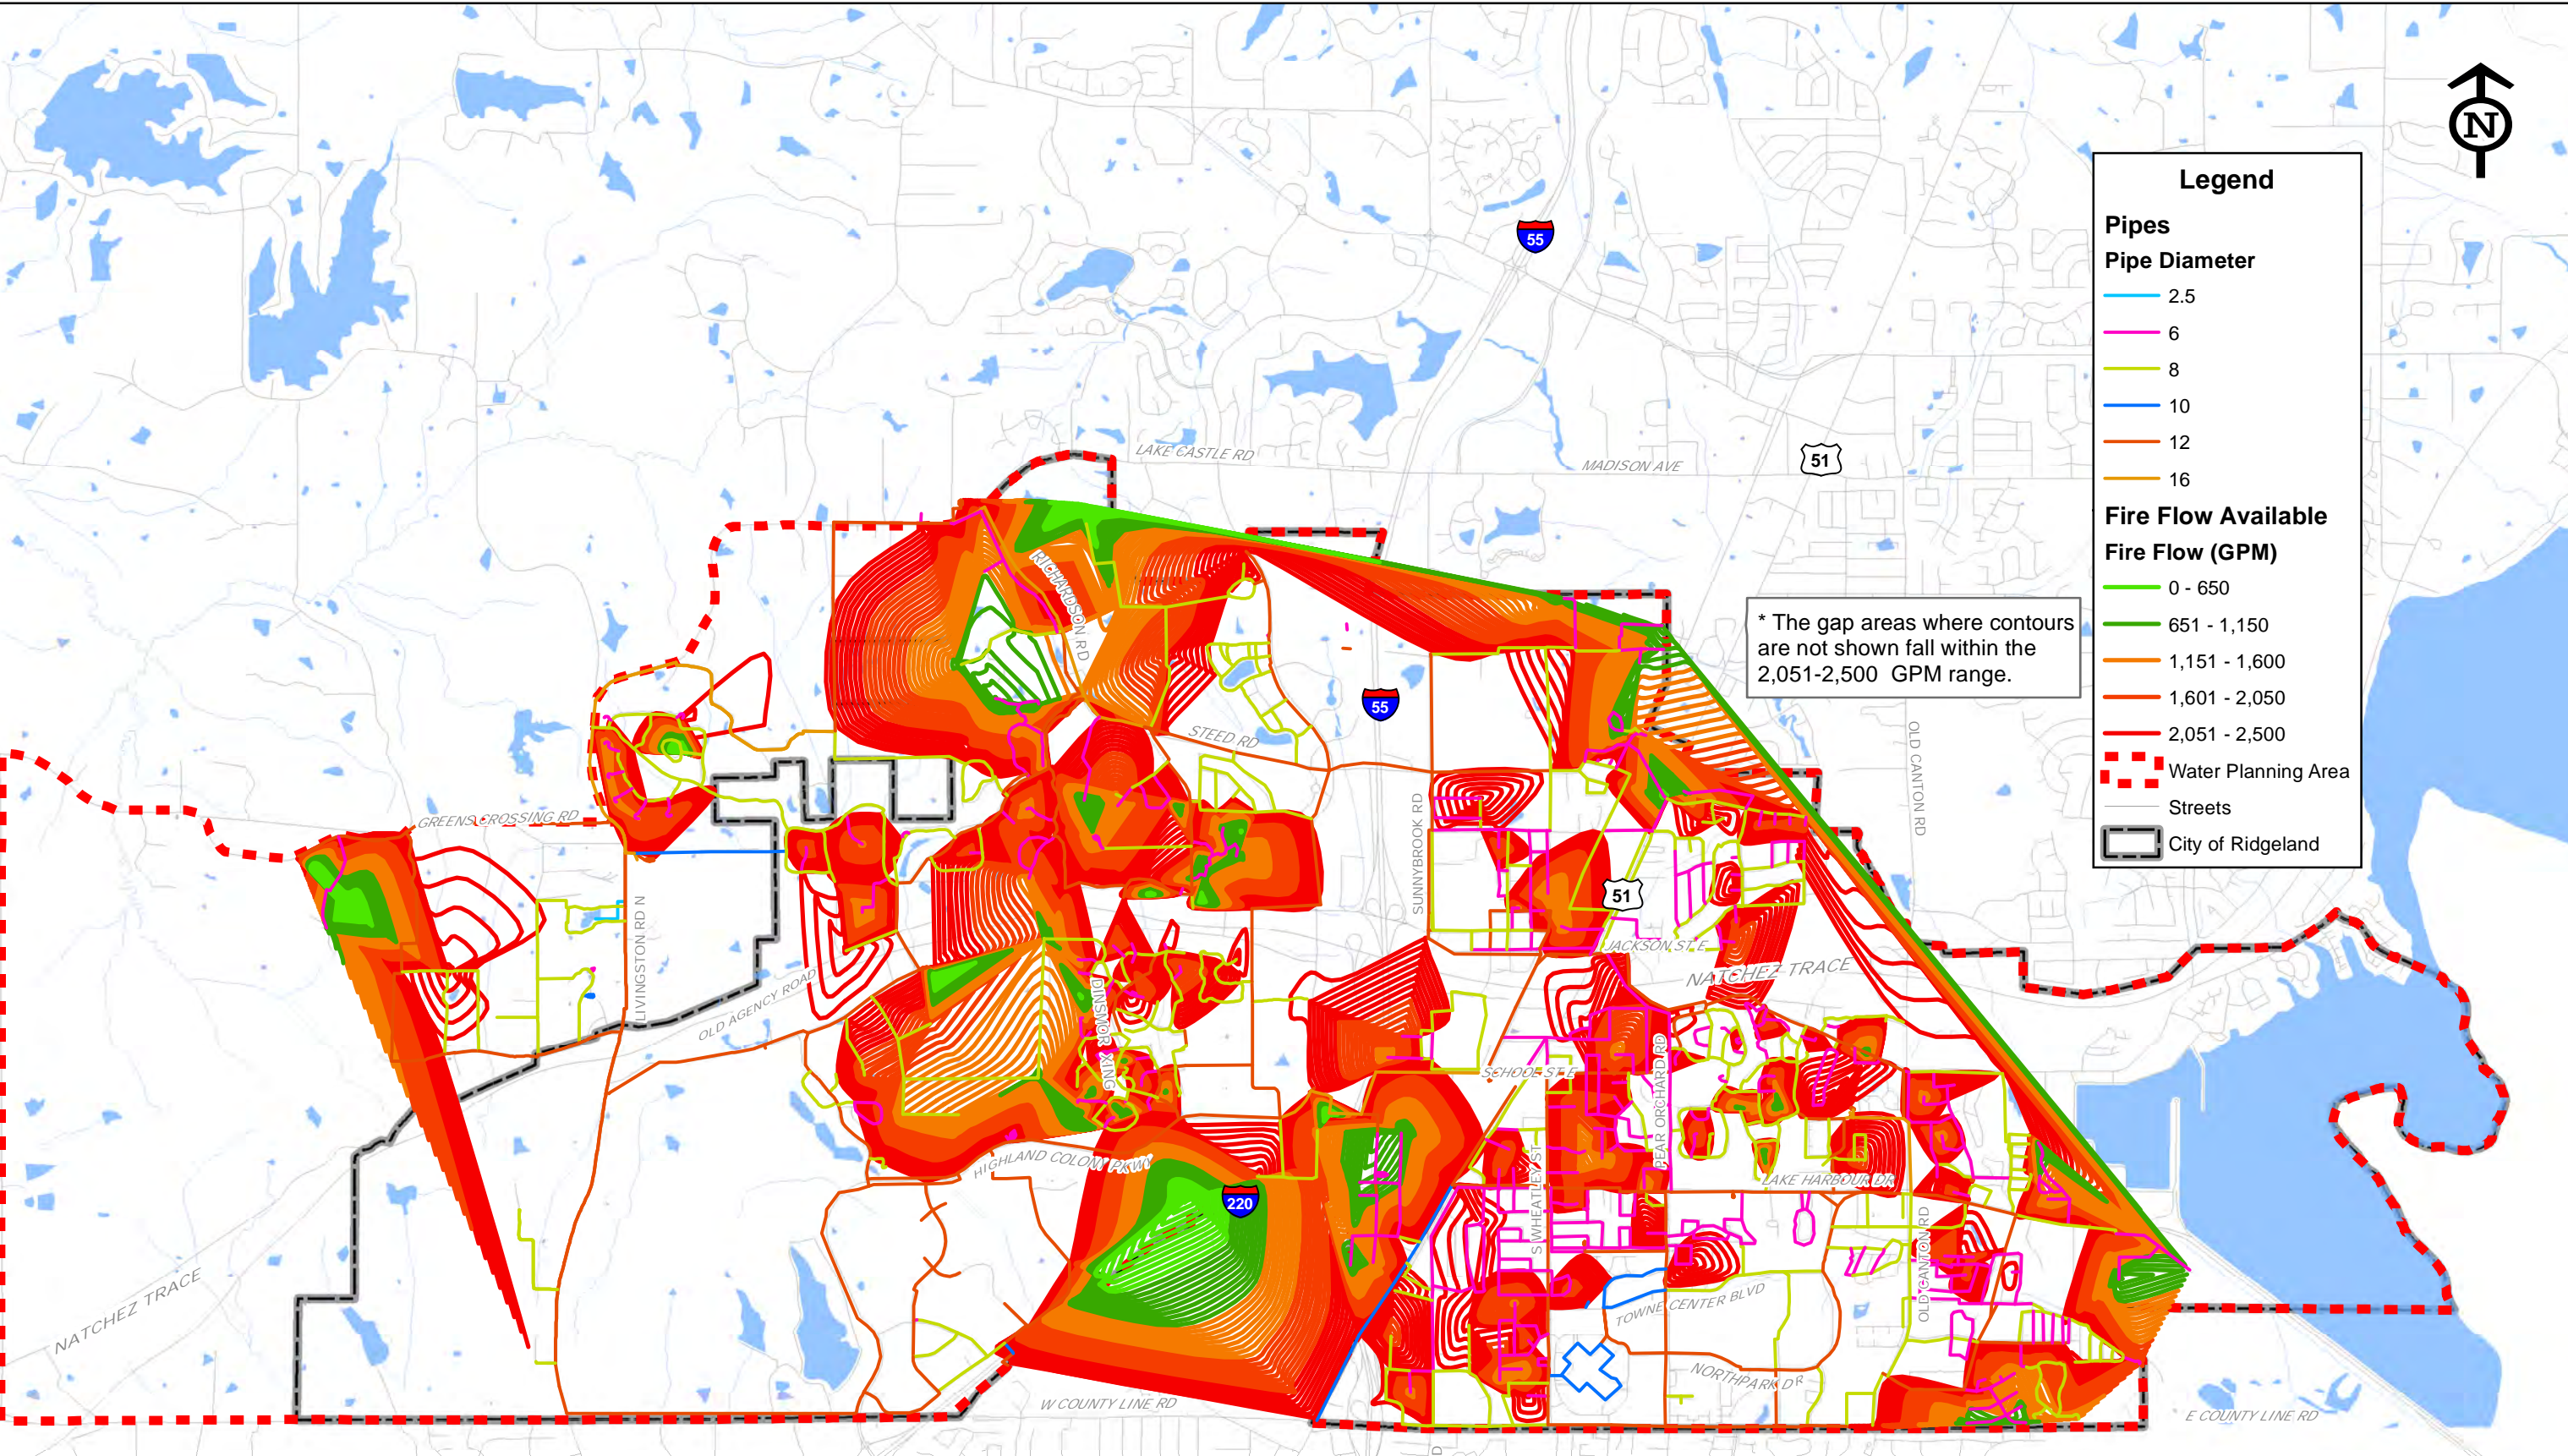 N
Legend
Pipes
Pipe Diameter
2.5
6
8
10
12
16
Fire Flow Available
Fire Flow (GPM)
0 - 650
651 - 1,150
1,151 - 1,600
1,601 - 2,050
2,051 - 2,500
Water Planning Area
Streets
City of Ridgeland
55
LAKE CASTLE RD
MADISON AVE
51
RICHARDSON RD
* The gap areas where contours
are not shown fall within the
2,051-2,500 GPM range.
55
STEED RD
OLD CANTON RD
GREENS CROSSING RD
SUNNYBROOK RD
51
LIVINGSTON RD N
JACKSON ST E
NATCHEZ TRACE
OLD AGENCY ROAD
DINSMOR XING
SCHOOL ST E
PEAR ORCHARD RD
HIGHLAND COLONY PKWY
220
S WHEATLEY ST
LAKE HARBOUR DR
OLD CANTON RD
NATCHEZ TRACE
TOWNE CENTER BLVD
NORTHPARK DR
W COUNTY LINE RD
E COUNTY LINE RD
D